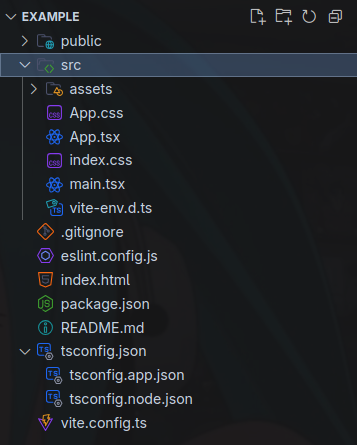 EXAMPLE
public
src
assets
App.css
App.tsx
index.css
main.tsx
vite-env.d.ts
.gitignore
eslint.config.js
index.html
package.json
README.md
tsconfig.json
tsconfig.app.json
tsconfig.node.json
vite.config.ts